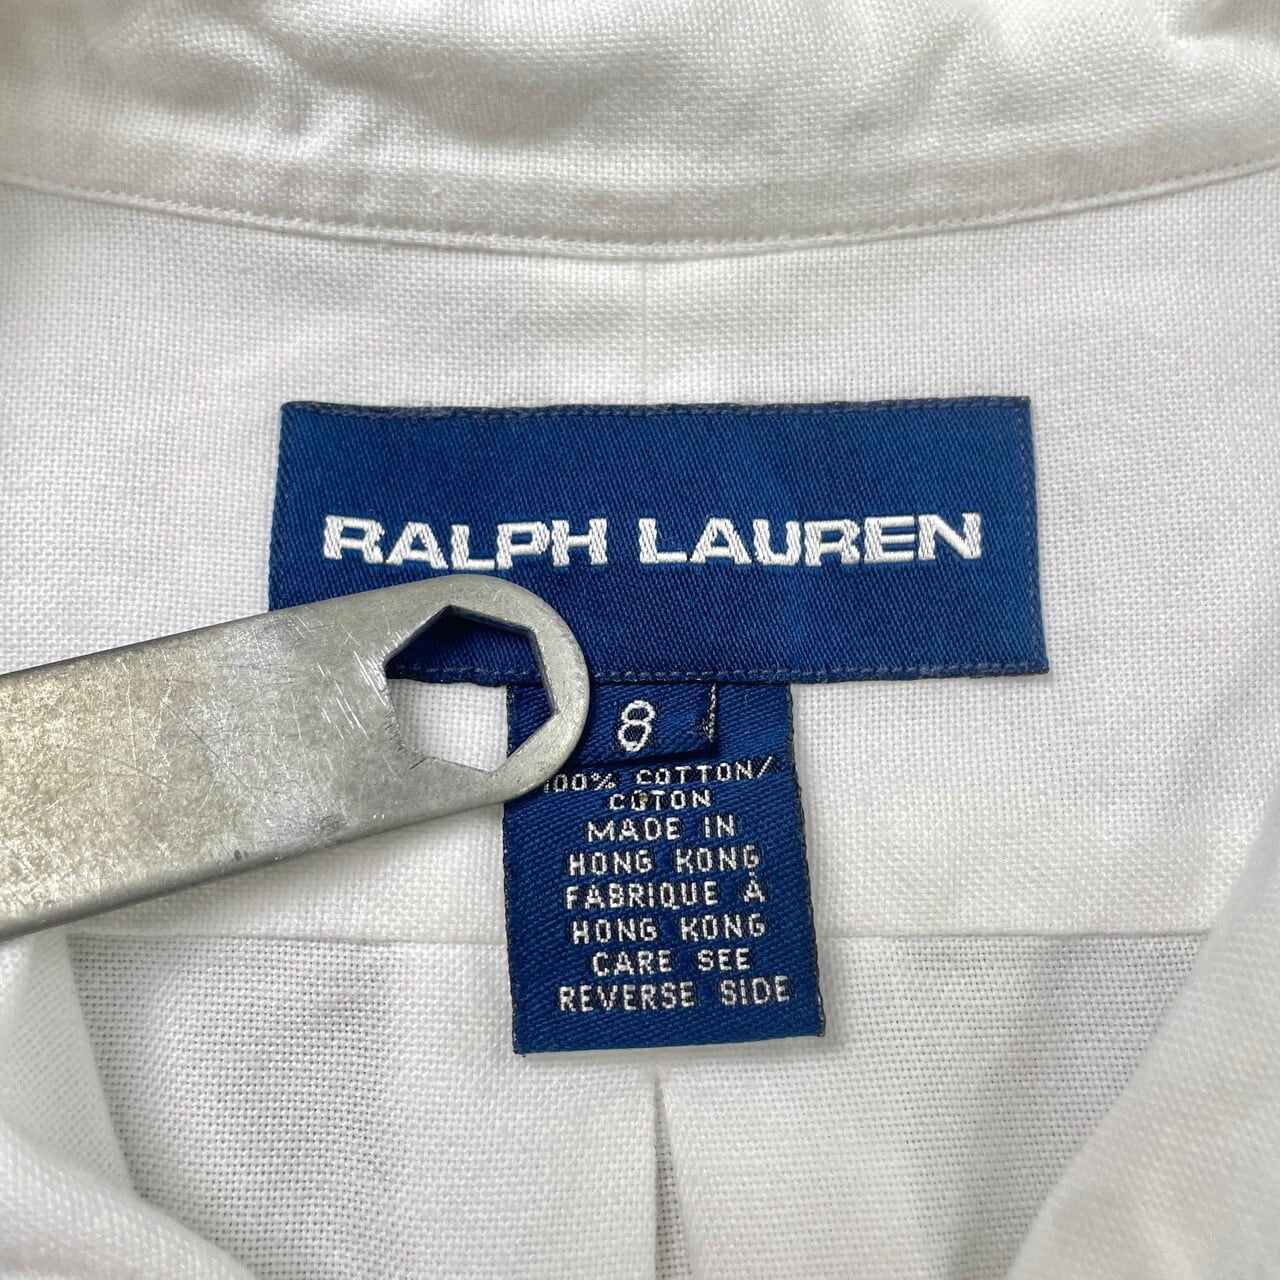 RALPH LAUREN
8
100% COTTON/
COTON
MADE IN
HONG KONG
FABRIQUE À
HONG KONG
CARE SEE
REVERSE SIDE